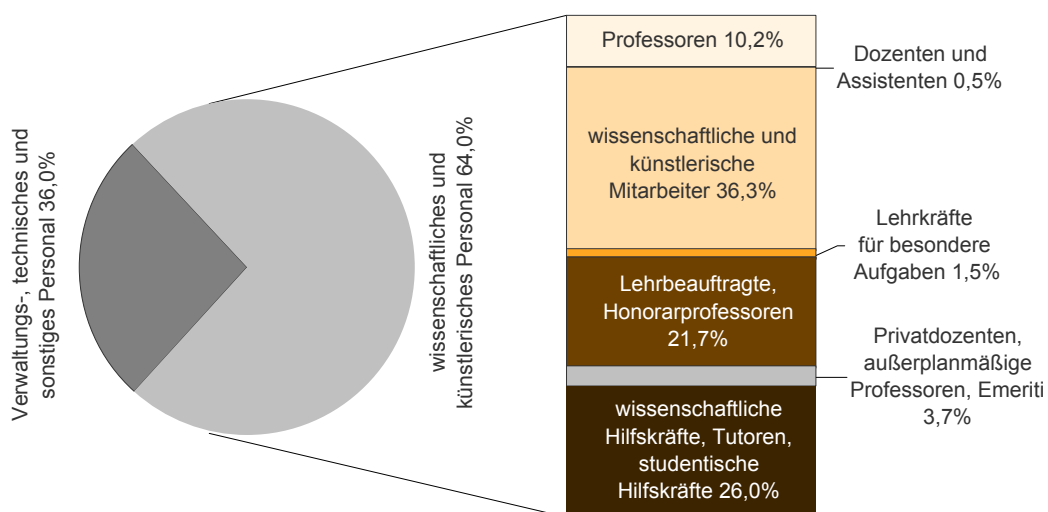 Verwaltungs-, technisches und
sonstiges Personal 36,0%
wissenschaftliches und
künstlerisches Personal 64,0%
Professoren 10,2%
Dozenten und
Assistenten 0,5%
wissenschaftliche und
künstlerische
Mitarbeiter 36,3%
Lehrkräfte
für besondere
Aufgaben 1,5%
Lehrbeauftragte,
Honorarprofessoren
21,7%
Privatdozenten,
außerplanmäßige
Professoren, Emeriti
3,7%
wissenschaftliche
Hilfskräfte, Tutoren,
studentische
Hilfskräfte 26,0%